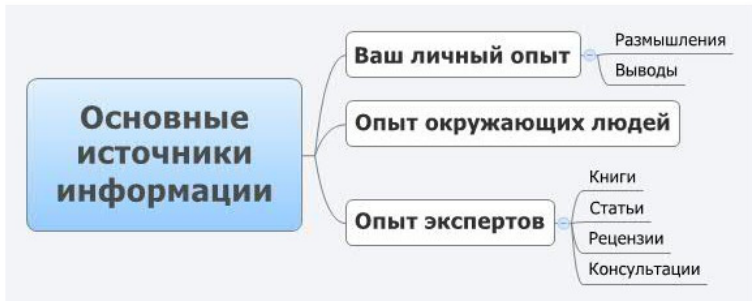 Основные
источники
информации
Ваш личный опыт
Размышления
Выводы
Опыт окружающих людей
Опыт экспертов
Книги
Статьи
Рецензии
Консультации